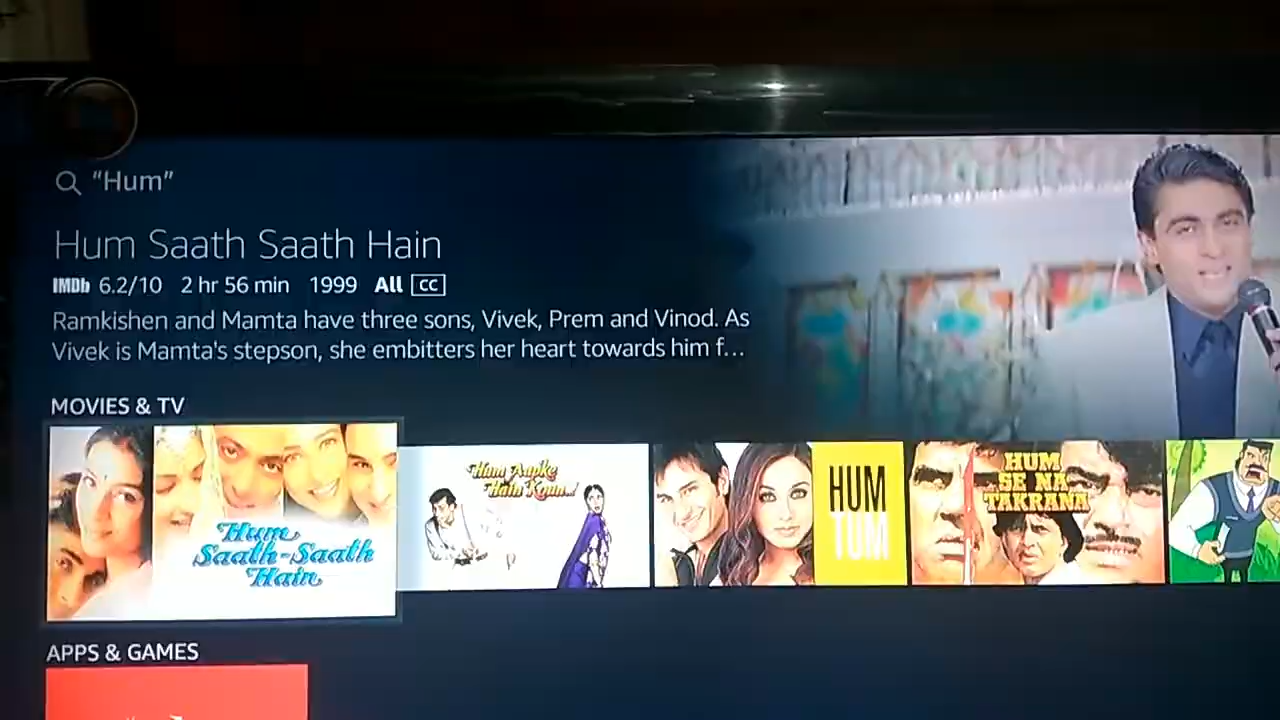 “Hum”
Hum Saath Saath Hain
IMDb 6.2/10 2 hr 56 min 1999 All CC
Ramkishen and Mamta have three sons, Vivek, Prem and Vinod. As
Vivek is Mamta's stepson, she embitters her heart towards him f...
MOVIES & TV
Hum
Saath-Saath
Hain
Hum Aapke
Hain Koun..!
HUM
TUM
HUM
SE NA
TAKRANA
APPS & GAMES